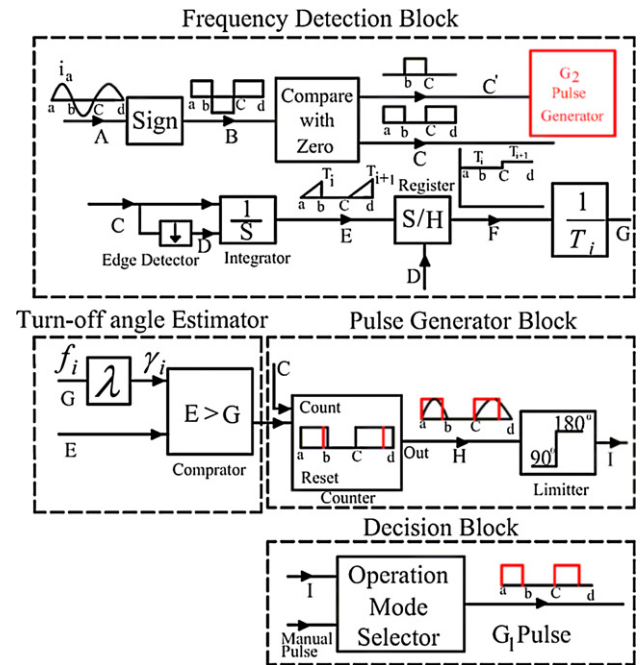 Frequency Detection Block
i_a
a b C d
A
Sign
a b C d
B
Compare
with
Zero
b C
C'
a b C d
C
G2
Pulse
Generator
C
D
Edge Detector
1
S
Integrator
T_i T_i+1
a b C d
E
Register
S/H
D
T_i T_i+1
a b C d
F
1
T_i
G
Turn-off angle Estimator
f_i
G
λ
γ_i
E
E > G
Comprator
Pulse Generator Block
C
Count
a b C d
Reset
Counter
Out
a b C d
H
180°
90°
Limitter
I
Decision Block
I
Manual
Pulse
Operation
Mode
Selector
a b C d
G1 Pulse